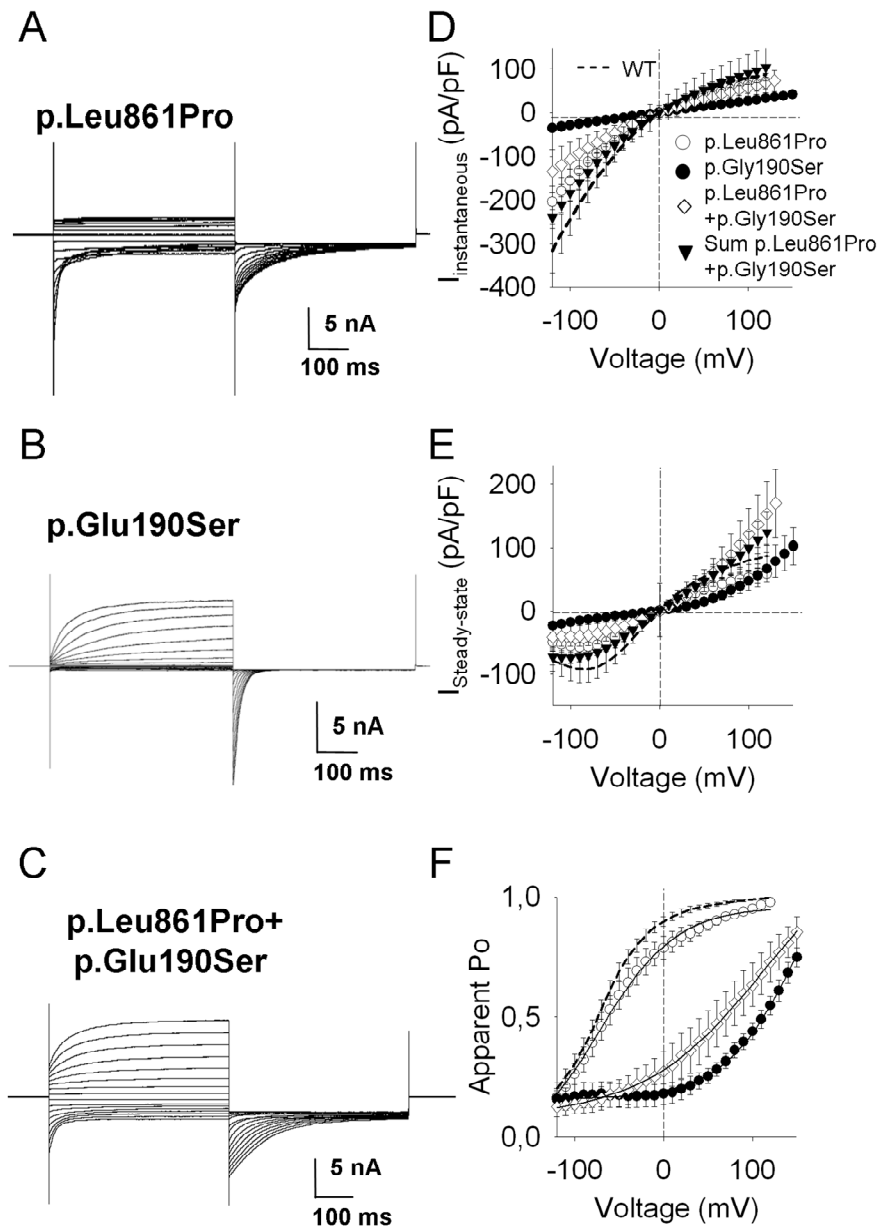 A
p.Leu861Pro
5 nA
100 ms
B
p.Glu190Ser
5 nA
100 ms
C
p.Leu861Pro+
p.Glu190Ser
5 nA
100 ms
D
I Instantaneous (pA/pF)
100
0
-100
-200
-300
-400
WT
p.Leu861Pro
p.Gly190Ser
p.Leu861Pro
+p.Gly190Ser
Sum p.Leu861Pro
+p.Gly190Ser
-100 0 100
Voltage (mV)
E
I Steady-state (pA/pF)
200
100
0
-100
-100 0 100
Voltage (mV)
F
Apparent Po
1,0
0,5
0,0
-100 0 100
Voltage (mV)